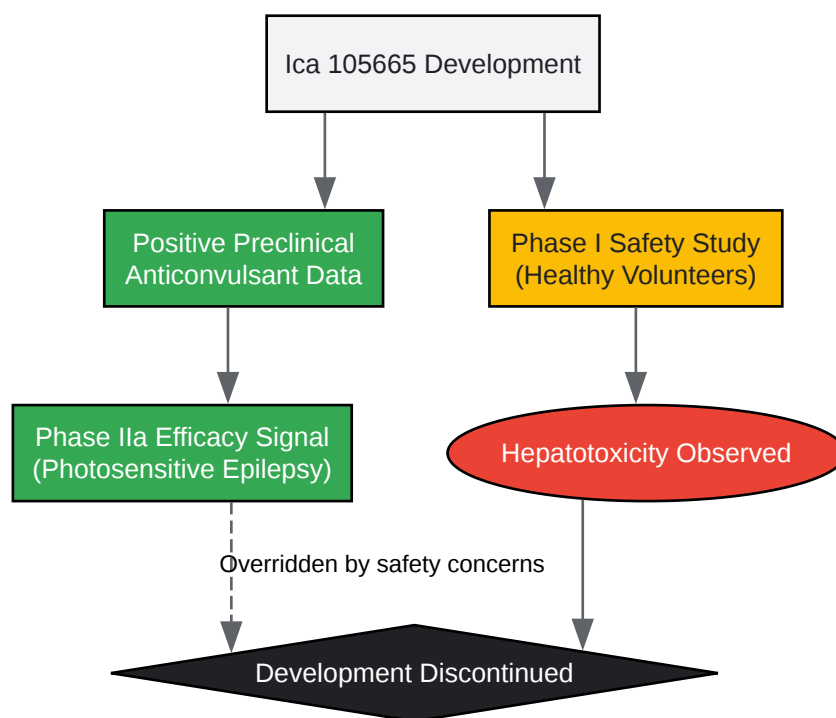 Ica 105665 Development
Positive Preclinical
Anticonvulsant Data
Phase I Safety Study
(Healthy Volunteers)
Phase IIa Efficacy Signal
(Photosensitive Epilepsy)
Hepatotoxicity Observed
Overridden by safety concerns
Development Discontinued